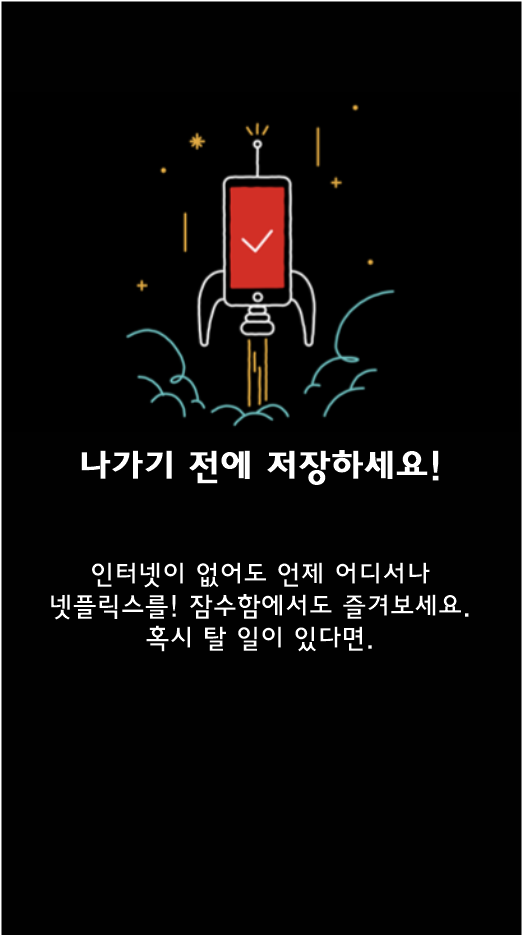 나가기 전에 저장하세요!
인터넷이 없어도 언제 어디서나
넷플릭스를! 잠수함에서도 즐겨보세요.
혹시 탈 일이 있다면.